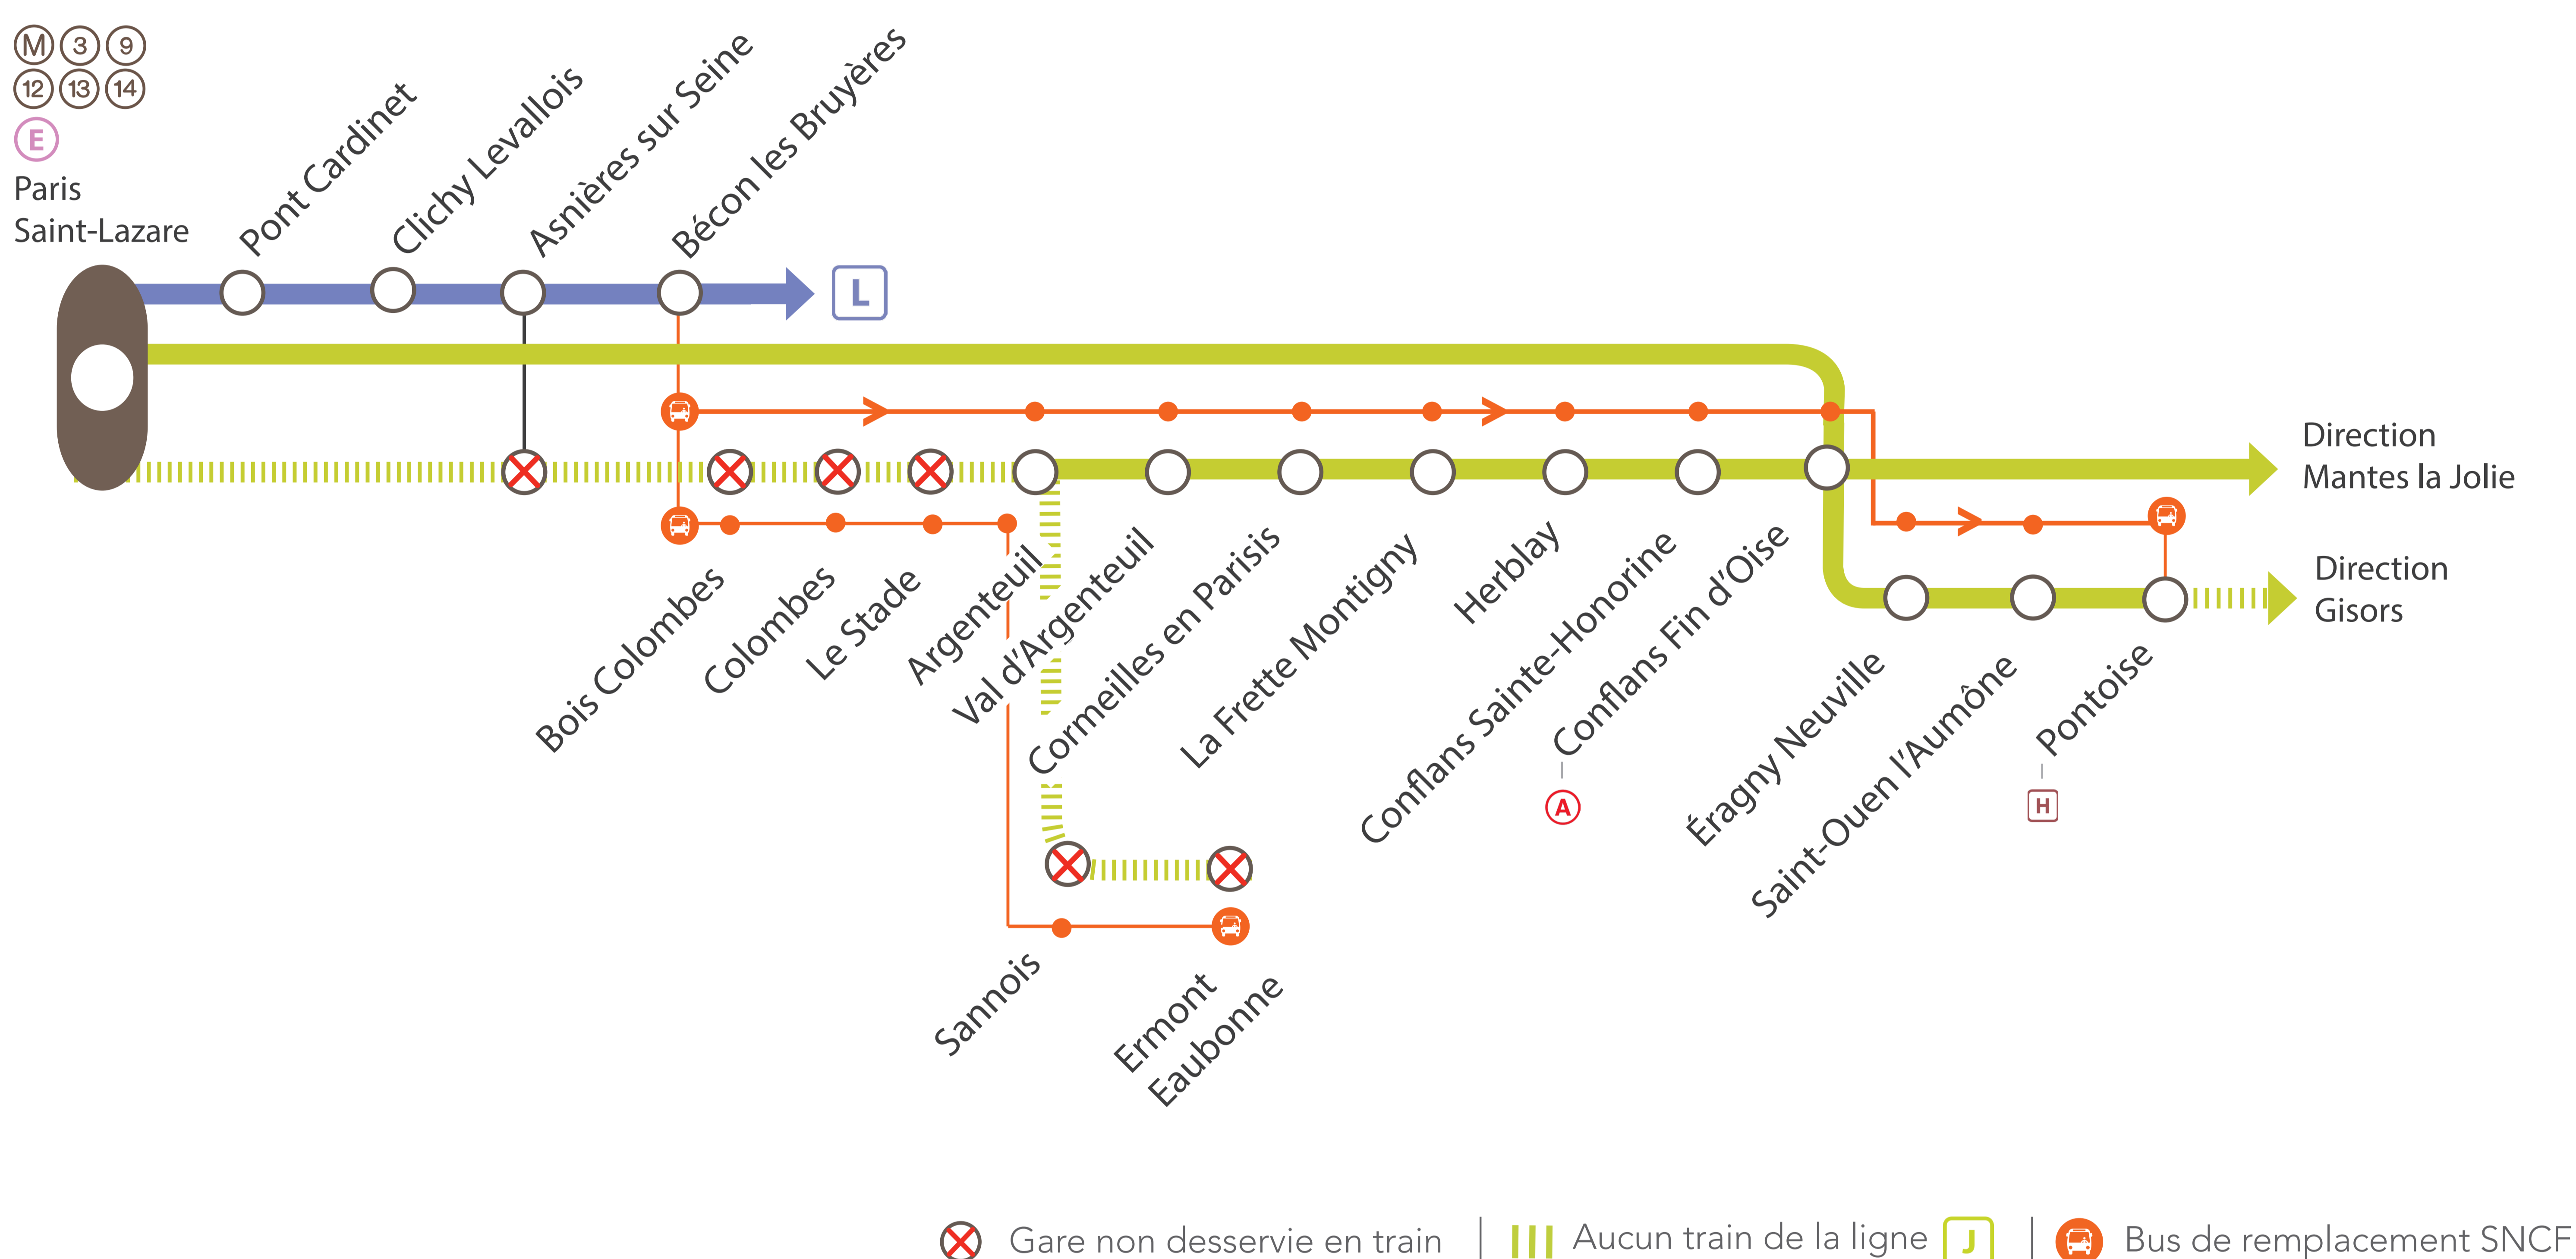 M 3 9
12 13 14
E
Paris
Saint-Lazare
Pont Cardinet
Clichy Levallois
Asnières sur Seine
Bécon les Bruyères
L
Direction
Mantes la Jolie
Direction
Gisors
Bois Colombes
Colombes
Le Stade
Argenteuil
Val d’Argenteuil
Cormeilles en Parisis
La Frette Montigny
Herblay
Conflans Sainte-Honorine
Conflans Fin d’Oise
A
Éragny Neuville
Saint-Ouen l’Aumône
Pontoise
H
Sannois
Ermont
Eaubonne
Gare non desservie en train
Aucun train de la ligne J
Bus de remplacement SNCF